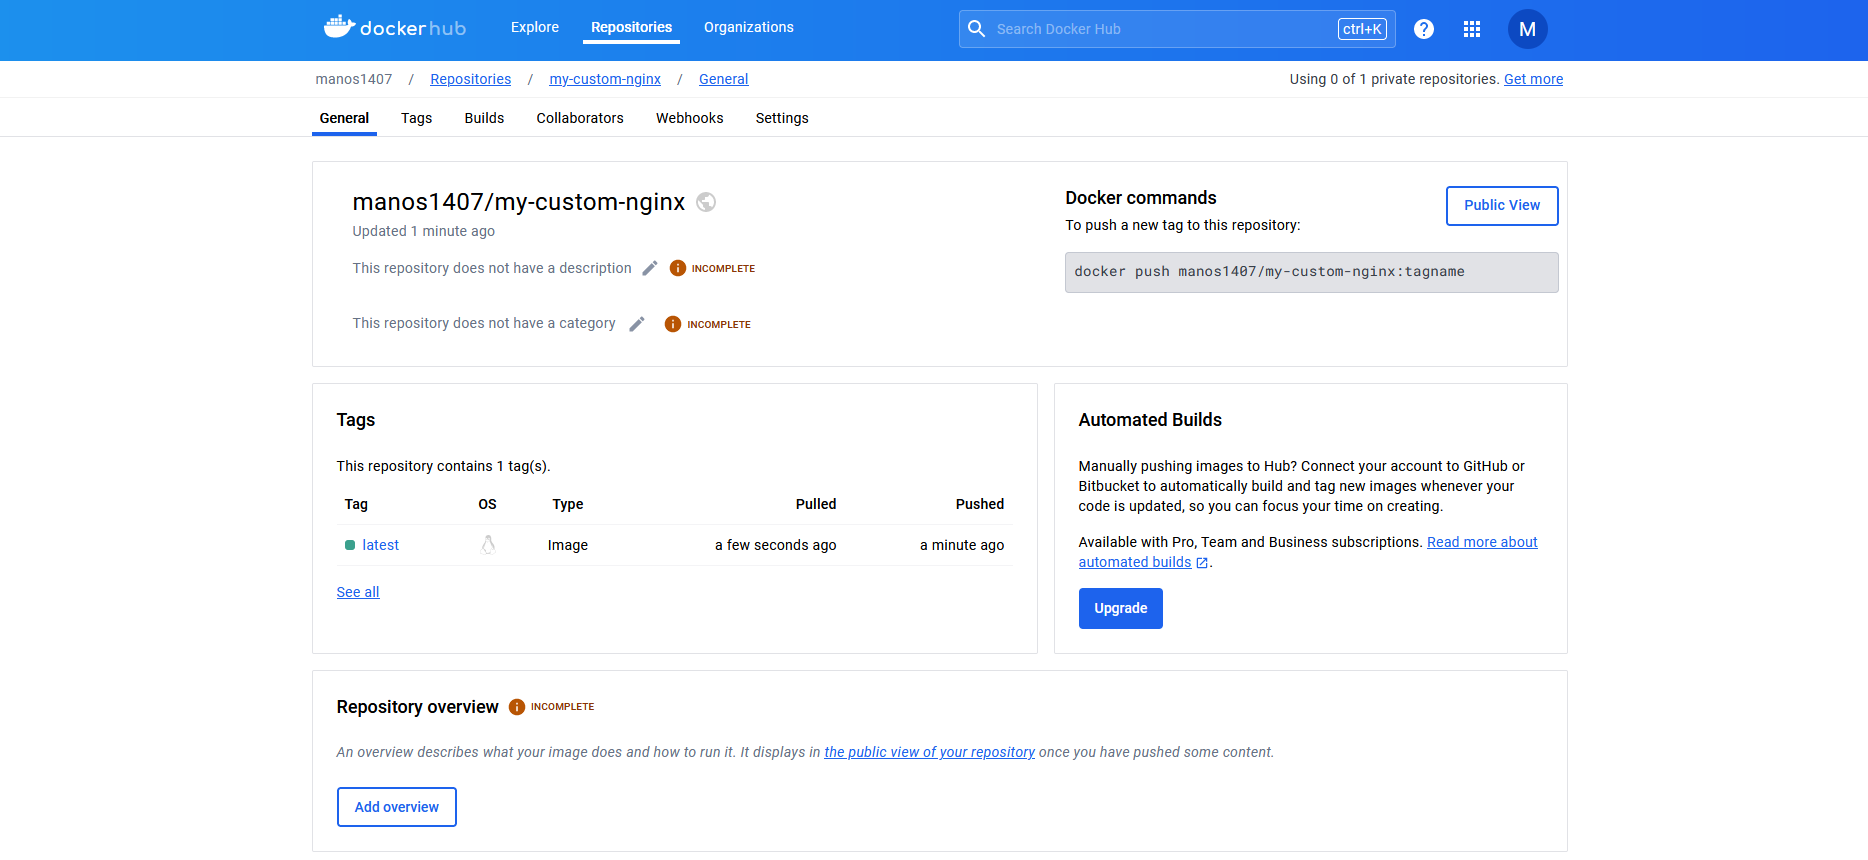 docker hub
Explore
Repositories
Organizations
Search Docker Hub
ctrl+K
?
M
manos1407 / Repositories / my-custom-nginx / General
Using 0 of 1 private repositories. Get more
General
Tags
Builds
Collaborators
Webhooks
Settings
manos1407/my-custom-nginx
Updated 1 minute ago
This repository does not have a description
INCOMPLETE
This repository does not have a category
INCOMPLETE
Docker commands
To push a new tag to this repository:
Public View
docker push manos1407/my-custom-nginx:tagname
Tags
This repository contains 1 tag(s).
Tag OS Type Pulled Pushed
latest Image a few seconds ago a minute ago
See all
Automated Builds
Manually pushing images to Hub? Connect your account to GitHub or
Bitbucket to automatically build and tag new images whenever your
code is updated, so you can focus your time on creating.
Available with Pro, Team and Business subscriptions. Read more about
automated builds .
Upgrade
Repository overview
INCOMPLETE
An overview describes what your image does and how to run it. It displays in the public view of your repository once you have pushed some content.
Add overview